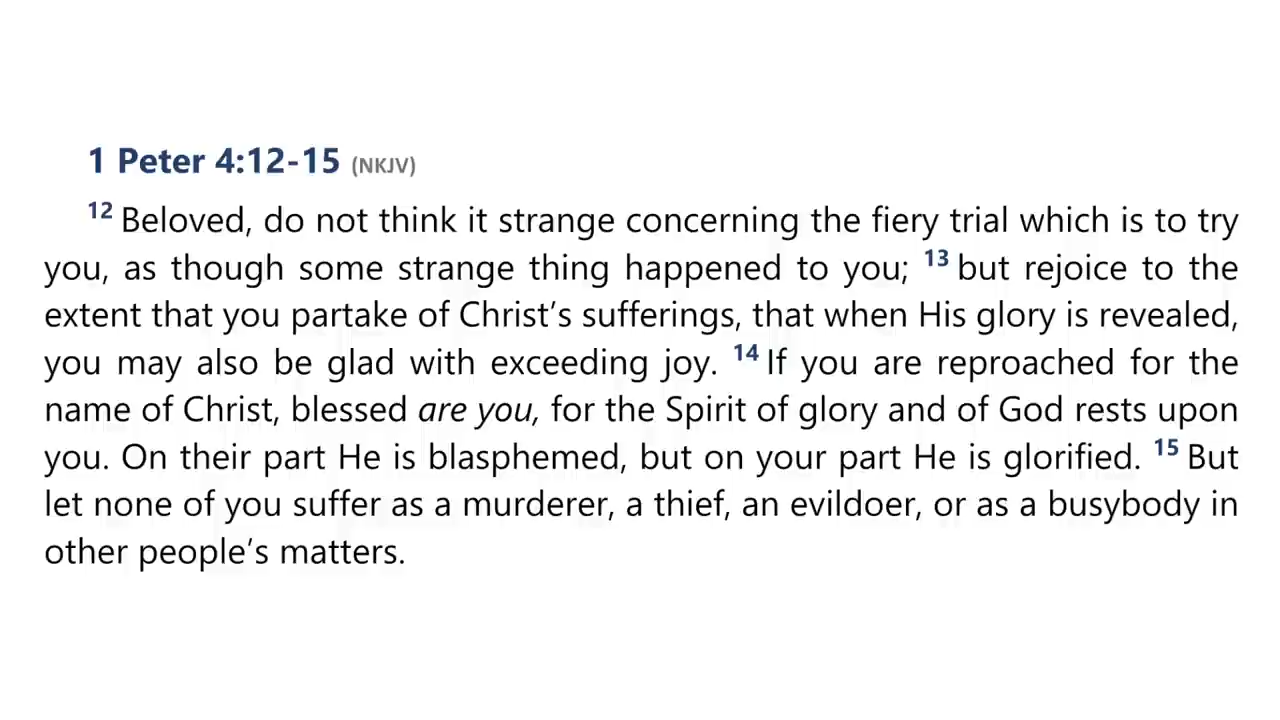 1 Peter 4:12-15 (NKJV)
12 Beloved, do not think it strange concerning the fiery trial which is to try
you, as though some strange thing happened to you; 13 but rejoice to the
extent that you partake of Christ’s sufferings, that when His glory is revealed,
you may also be glad with exceeding joy. 14 If you are reproached for the
name of Christ, blessed are you, for the Spirit of glory and of God rests upon
you. On their part He is blasphemed, but on your part He is glorified. 15 But
let none of you suffer as a murderer, a thief, an evildoer, or as a busybody in
other people’s matters.